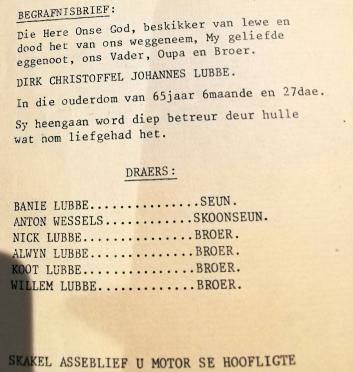 BEGRAFNISBRIEF:
Die Here Onse God, beskikker van lewe en
dood het van ons weggeneem, My geliefde
eggenoot, ons Vader, Oupa en Broer.
DIRK CHRISTOFFEL JOHANNES LUBBE.
In die ouderdom van 65jaar 6maande en 27dae.
Sy heengaan word diep betreur deur hulle
wat hom liefgehad het.
DRAERS:
BANIE LUBBE...............SEUN.
ANTON WESSELS............SKOONSEUN.
NICK LUBBE...............BROER.
ALWYN LUBBE..............BROER.
KOOT LUBBE...............BROER.
WILLEM LUBBE............BROER.
SKAKEL ASSEBLIEF U MOTOR SE HOOFLIGTE